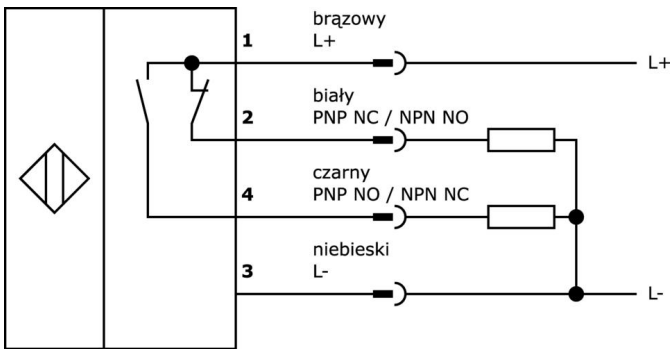 brązowy
1 L+ L+
biały
2 PNP NC / NPN NO
czarny
4 PNP NO / NPN NC
niebieski
3 L- L-